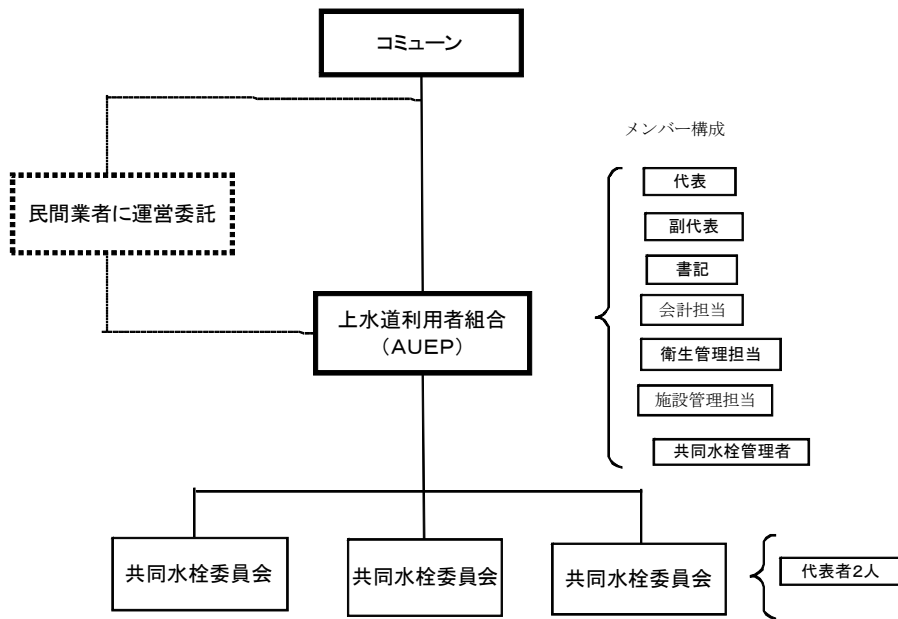 コミューン
メンバー構成
代表
民間業者に運営委託
副代表
書記
上水道利用者組合
（AUEP）
会計担当
衛生管理担当
施設管理担当
共同水栓管理者
共同水栓委員会
共同水栓委員会
共同水栓委員会
代表者2人